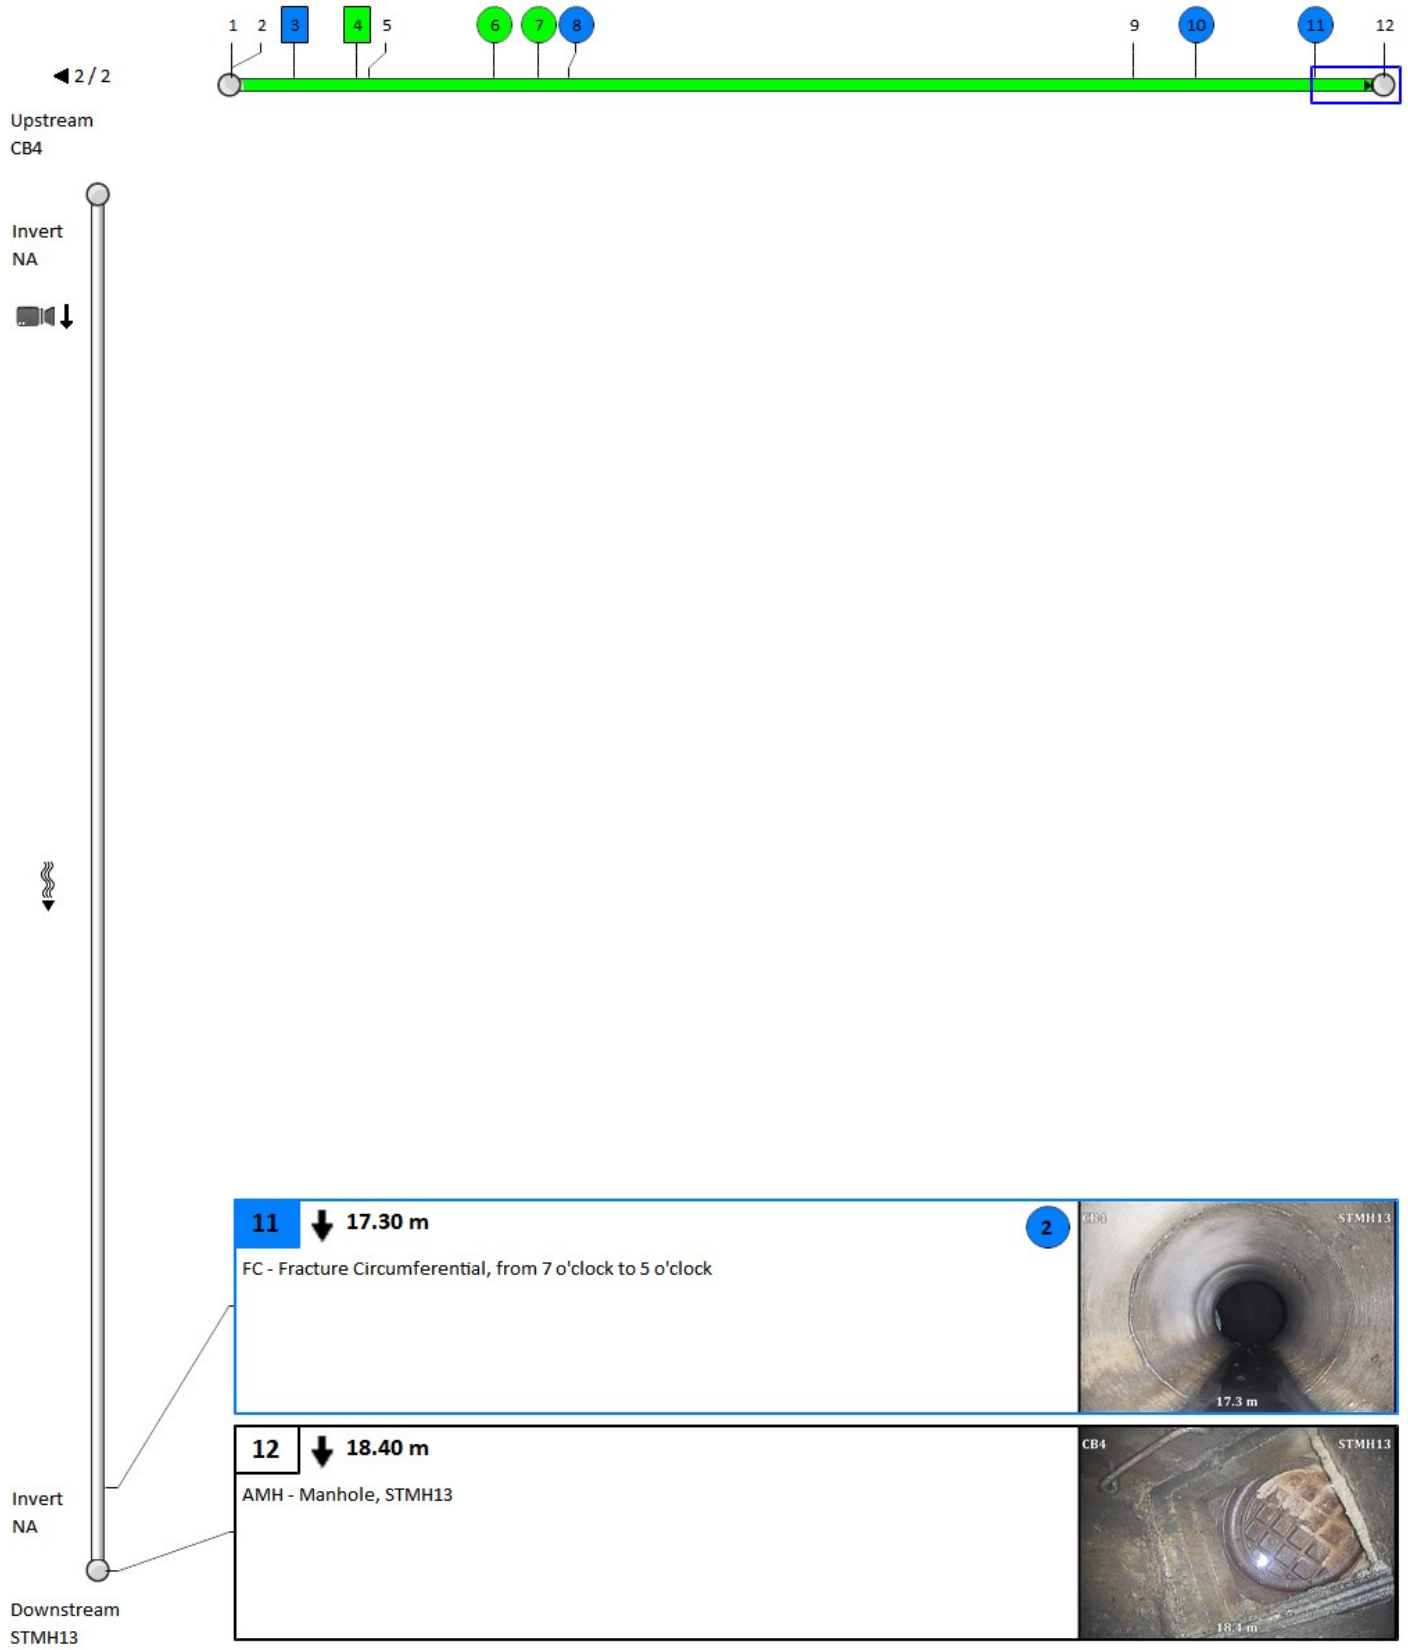 1 2 3 4 5 6 7 8 9 10 11 12
2 / 2
Upstream
CB4
Invert
NA
11 17.30 m 2
FC - Fracture Circumferential, from 7 o'clock to 5 o'clock
CB4 STMH13
17.3 m
12 18.40 m
AMH - Manhole, STMH13
CB4 STMH13
18.4 m
Invert
NA
Downstream
STMH13